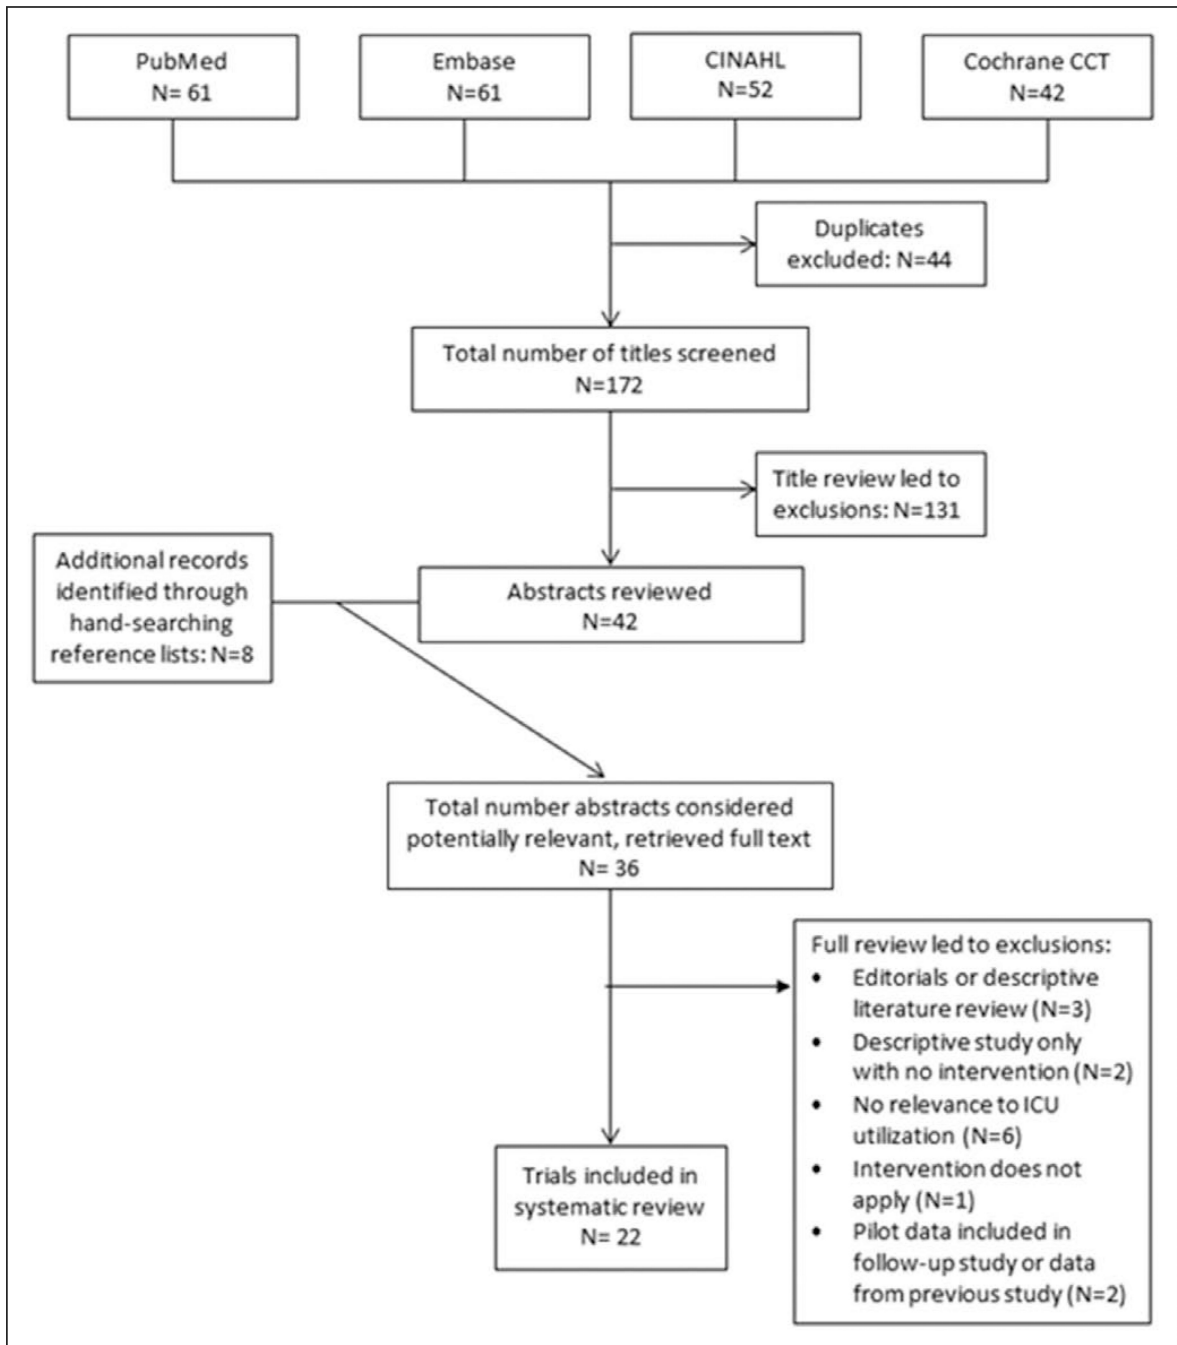 PubMed
N= 61
Embase
N=61
CINAHL
N=52
Cochrane CCT
N=42
Duplicates
excluded: N=44
Total number of titles screened
N=172
Title review led to
exclusions: N=131
Additional records
identified through
hand-searching
reference lists: N=8
Abstracts reviewed
N=42
Total number abstracts considered
potentially relevant, retrieved full text
N= 36
Full review led to exclusions:
• Editorials or descriptive
literature review (N=3)
• Descriptive study only
with no intervention (N=2)
• No relevance to ICU
utilization (N=6)
• Intervention does not
apply (N=1)
• Pilot data included in
follow-up study or data
from previous study (N=2)
Trials included in
systematic review
N= 22